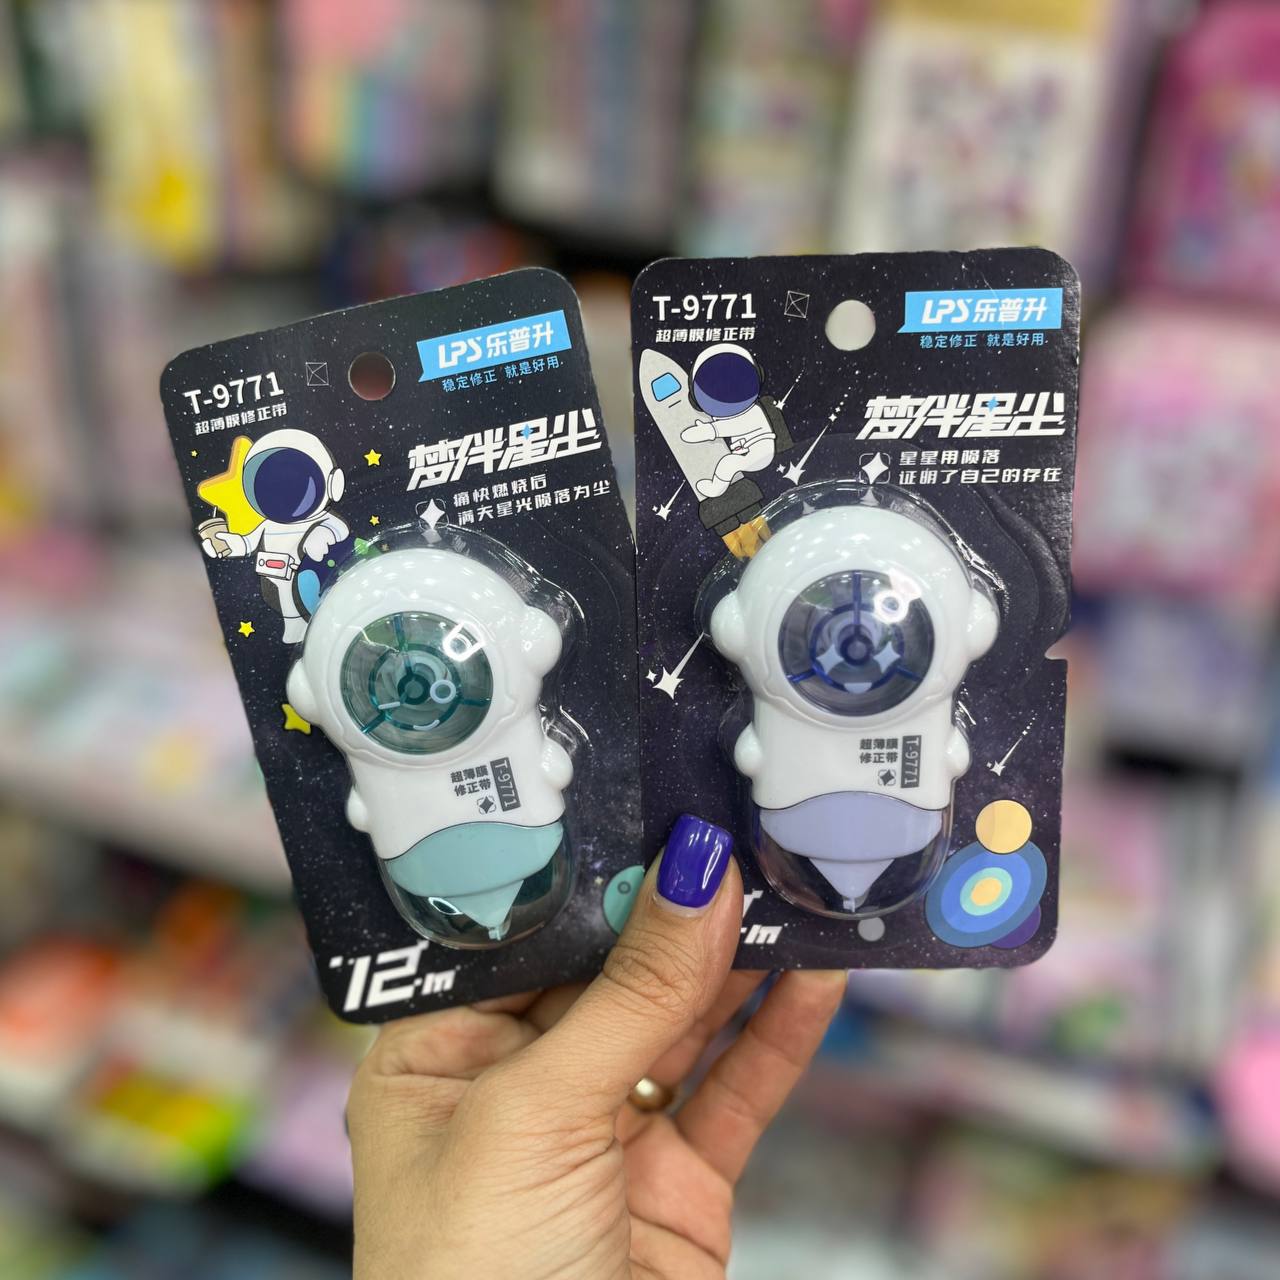 T-9771
超薄膜修正带
LPS乐普升
稳定修正 就是好用
梦伴星尘
痛快燃烧后
满天星光陨落为尘
超薄膜
修正带
T-9771
12m
T-9771
超薄膜修正带
LPS乐普升
稳定修正 就是好用
梦伴星尘
星星用陨落
证明了自己的存在
超薄膜
修正带
T-9771
m